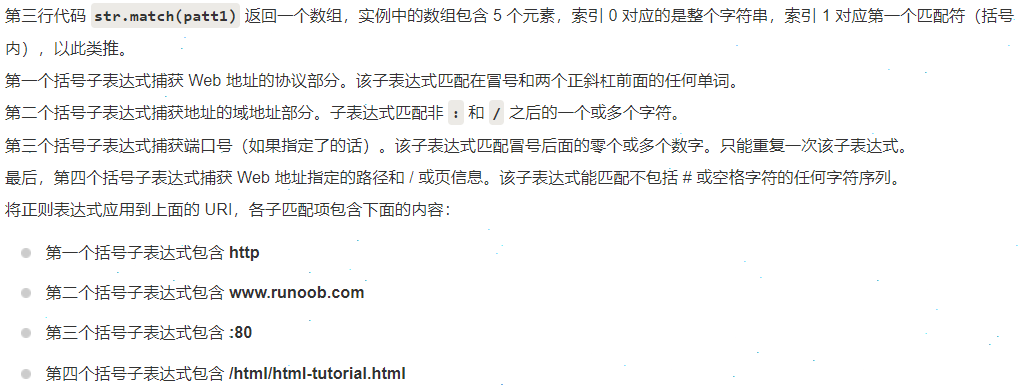 第三行代码 str.match(patt1) 返回一个数组，实例中的数组包含 5 个元素，索引 0 对应的是整个字符串，索引 1 对应第一个匹配符（括号
内），以此类推。
第一个括号子表达式捕获 Web 地址的协议部分。该子表达式匹配在冒号和两个正斜杠前面的任何单词。
第二个括号子表达式捕获地址的域地址部分。子表达式匹配非 : 和 / 之后的一个或多个字符。
第三个括号子表达式捕获端口号（如果指定了的话）。该子表达式匹配冒号后面的零个或多个数字。只能重复一次该子表达式。
最后，第四个括号子表达式捕获 Web 地址指定的路径和 / 或页信息。该子表达式能匹配不包括 # 或空格字符的任何字符序列。
将正则表达式应用到上面的 URI，各子匹配项包含下面的内容：
第一个括号子表达式包含 http
第二个括号子表达式包含 www.runoob.com
第三个括号子表达式包含 :80
第四个括号子表达式包含 /html/html-tutorial.html